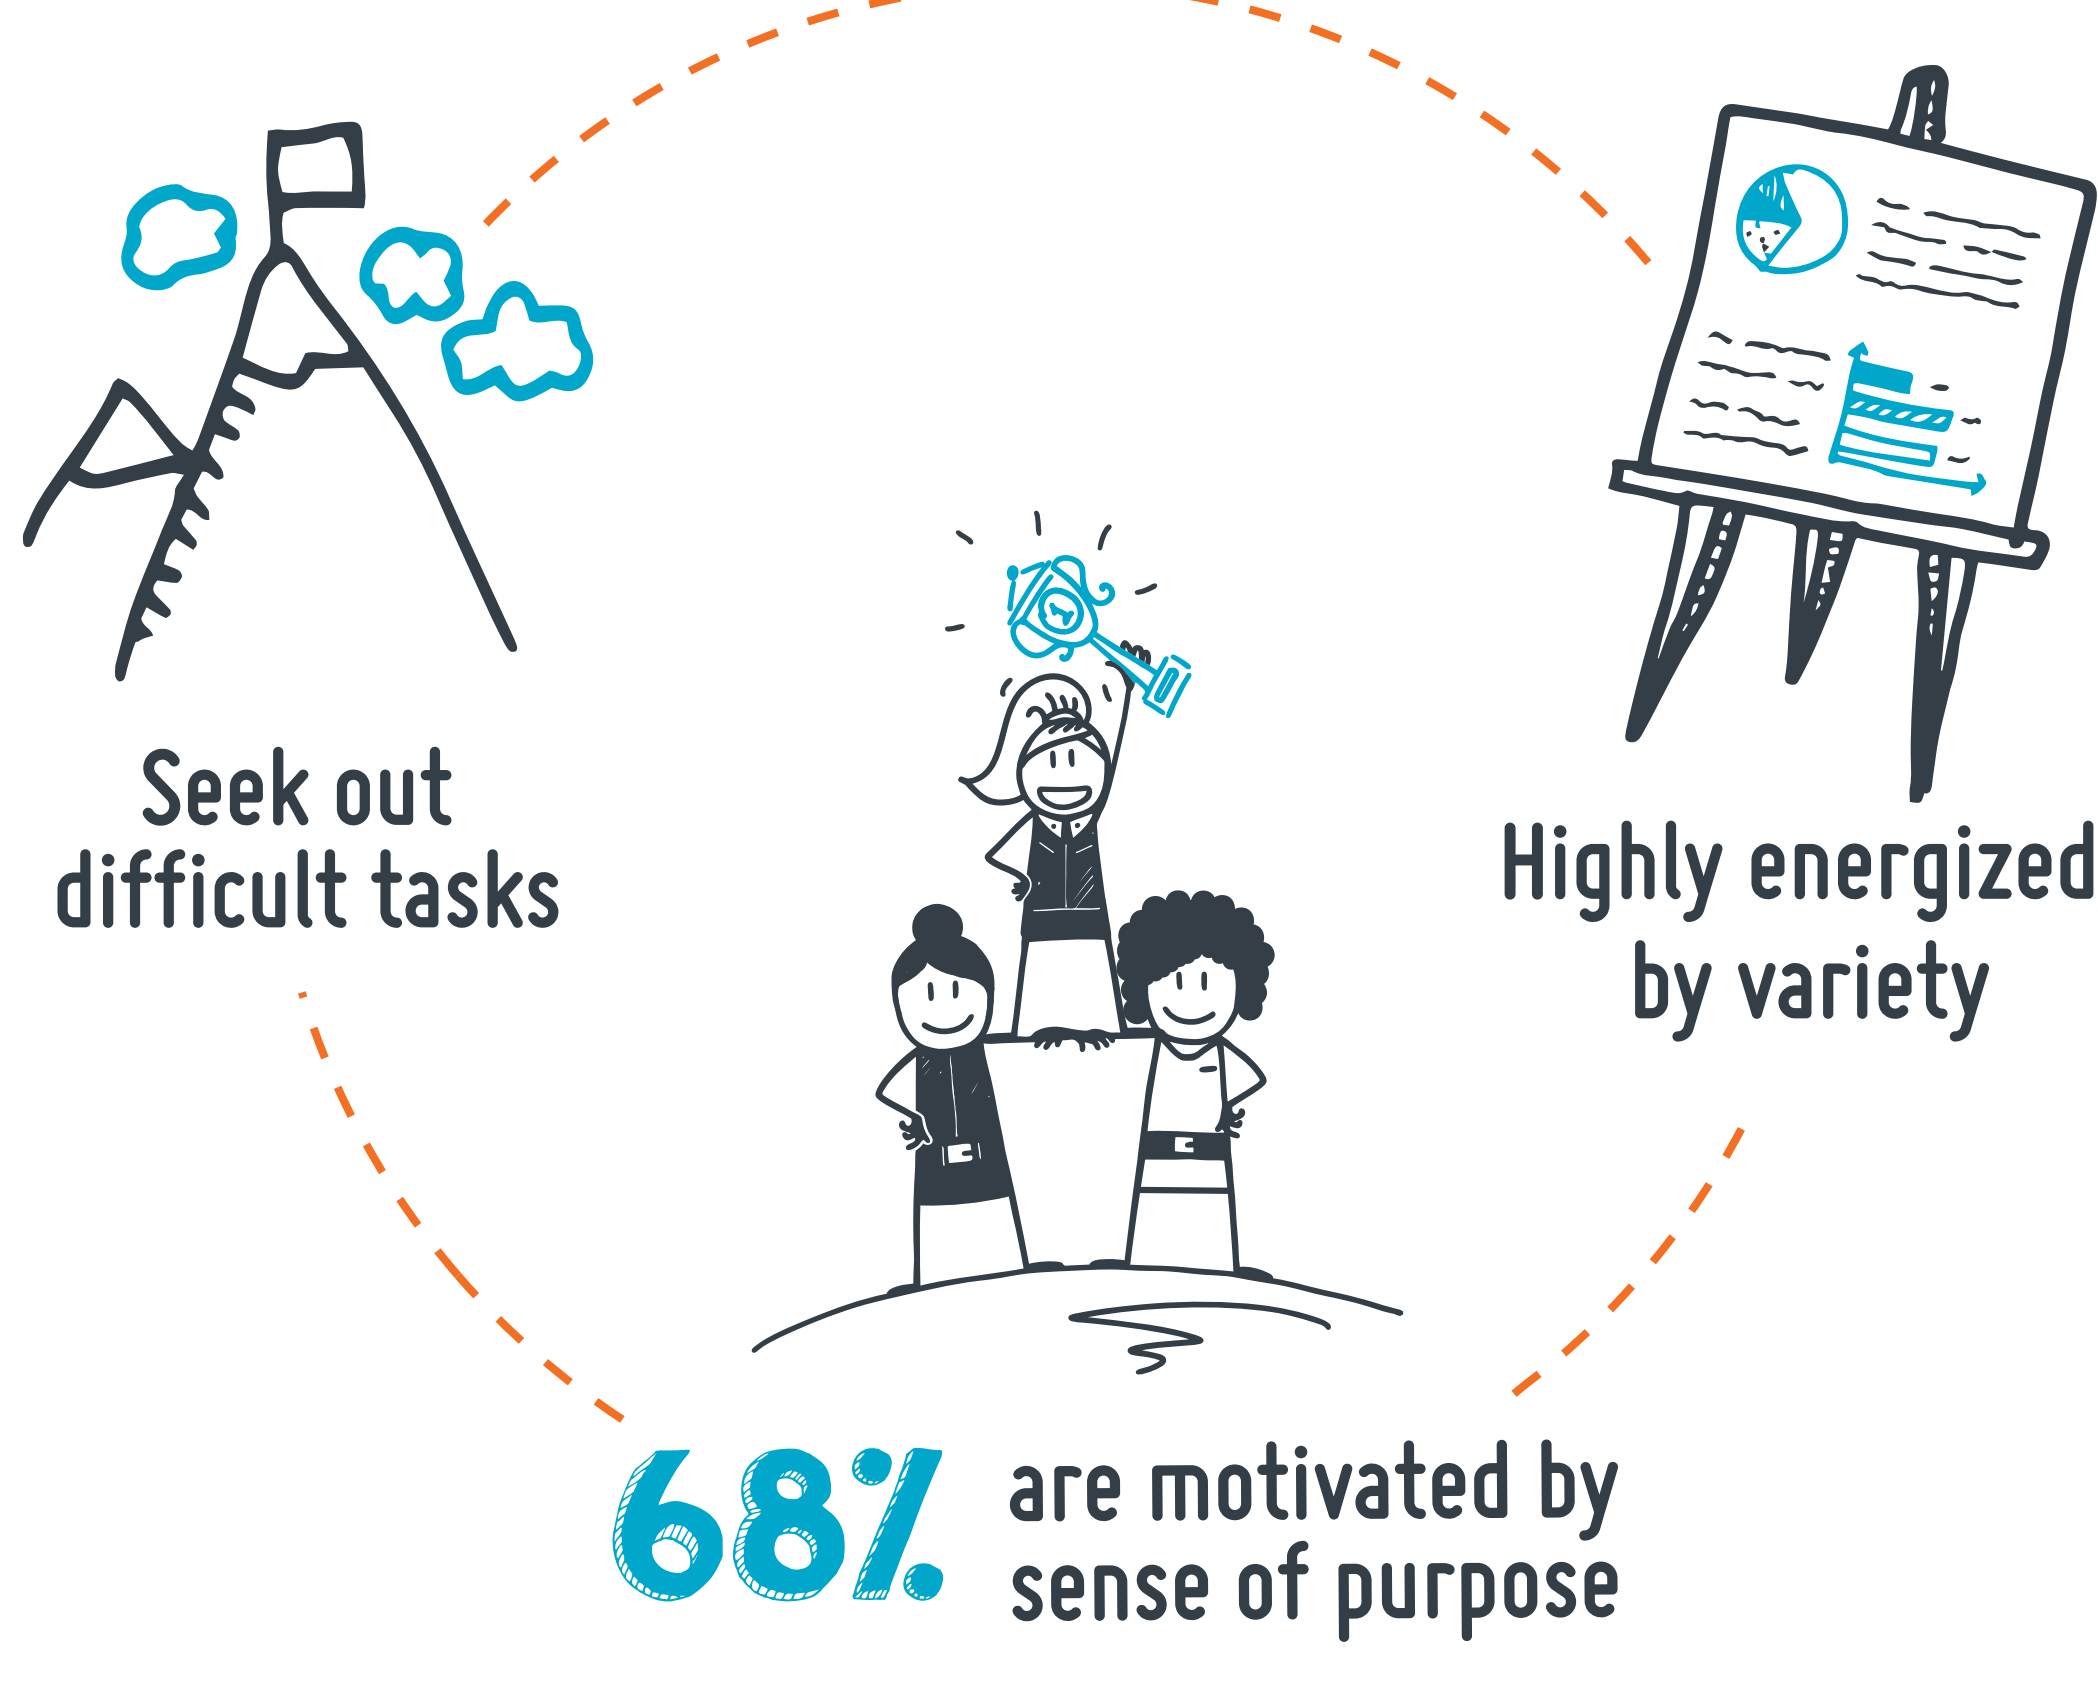 Seek out
difficult tasks
Highly energized
by variety
68% are motivated by
sense of purpose